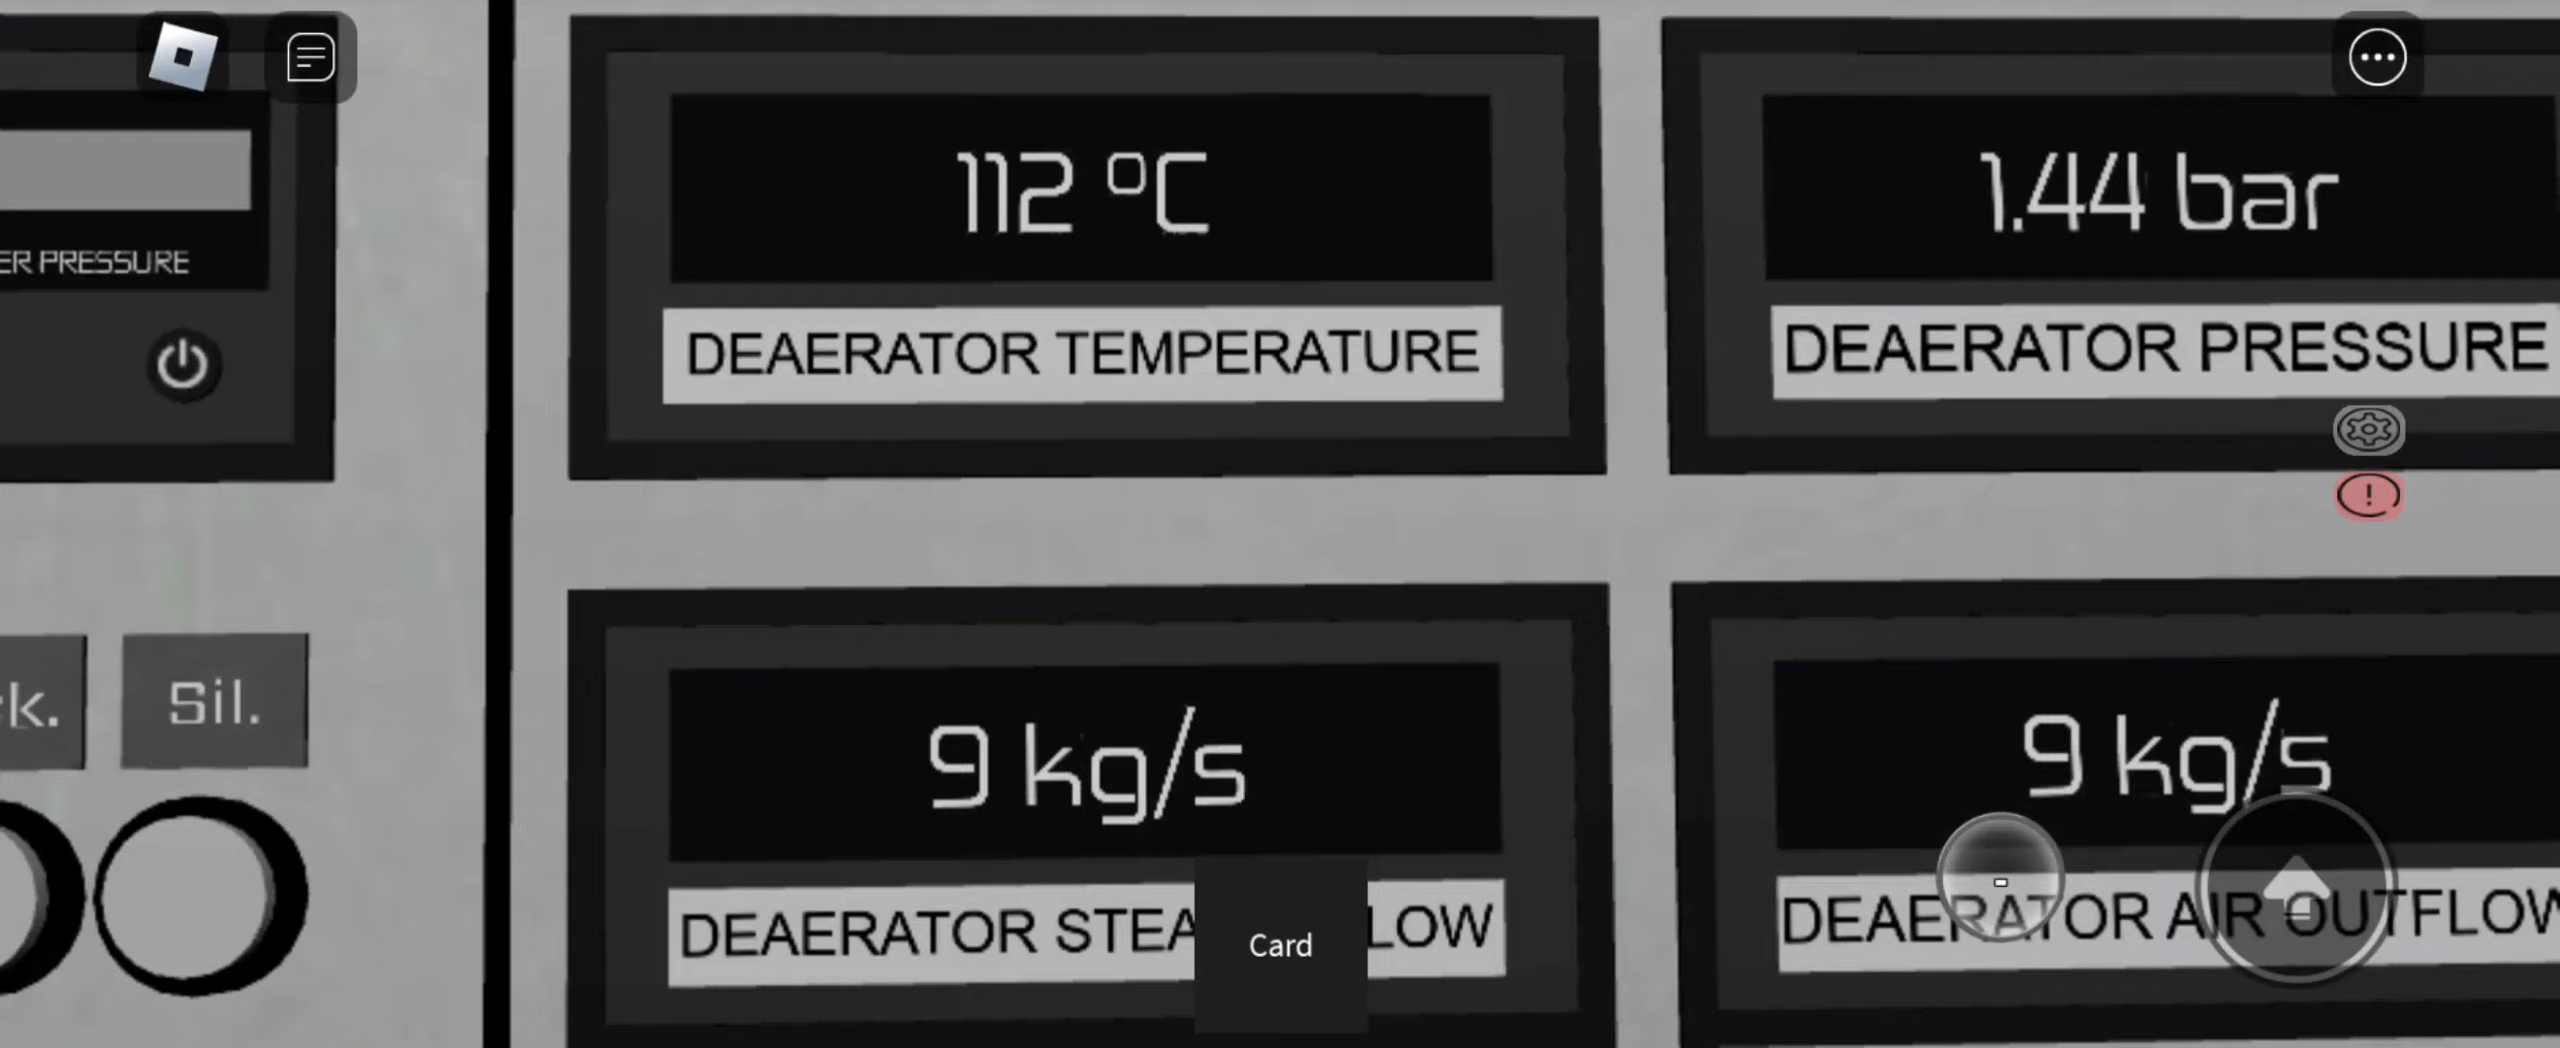 112 ºC
1.44 bar
ER PRESSURE
DEAERATOR TEMPERATURE
DEAERATOR PRESSURE
k.
Sil.
9 kg/s
9 kg/s
DEAERATOR STEA
LOW
DEAERATOR AIR OUTFLOW
Card